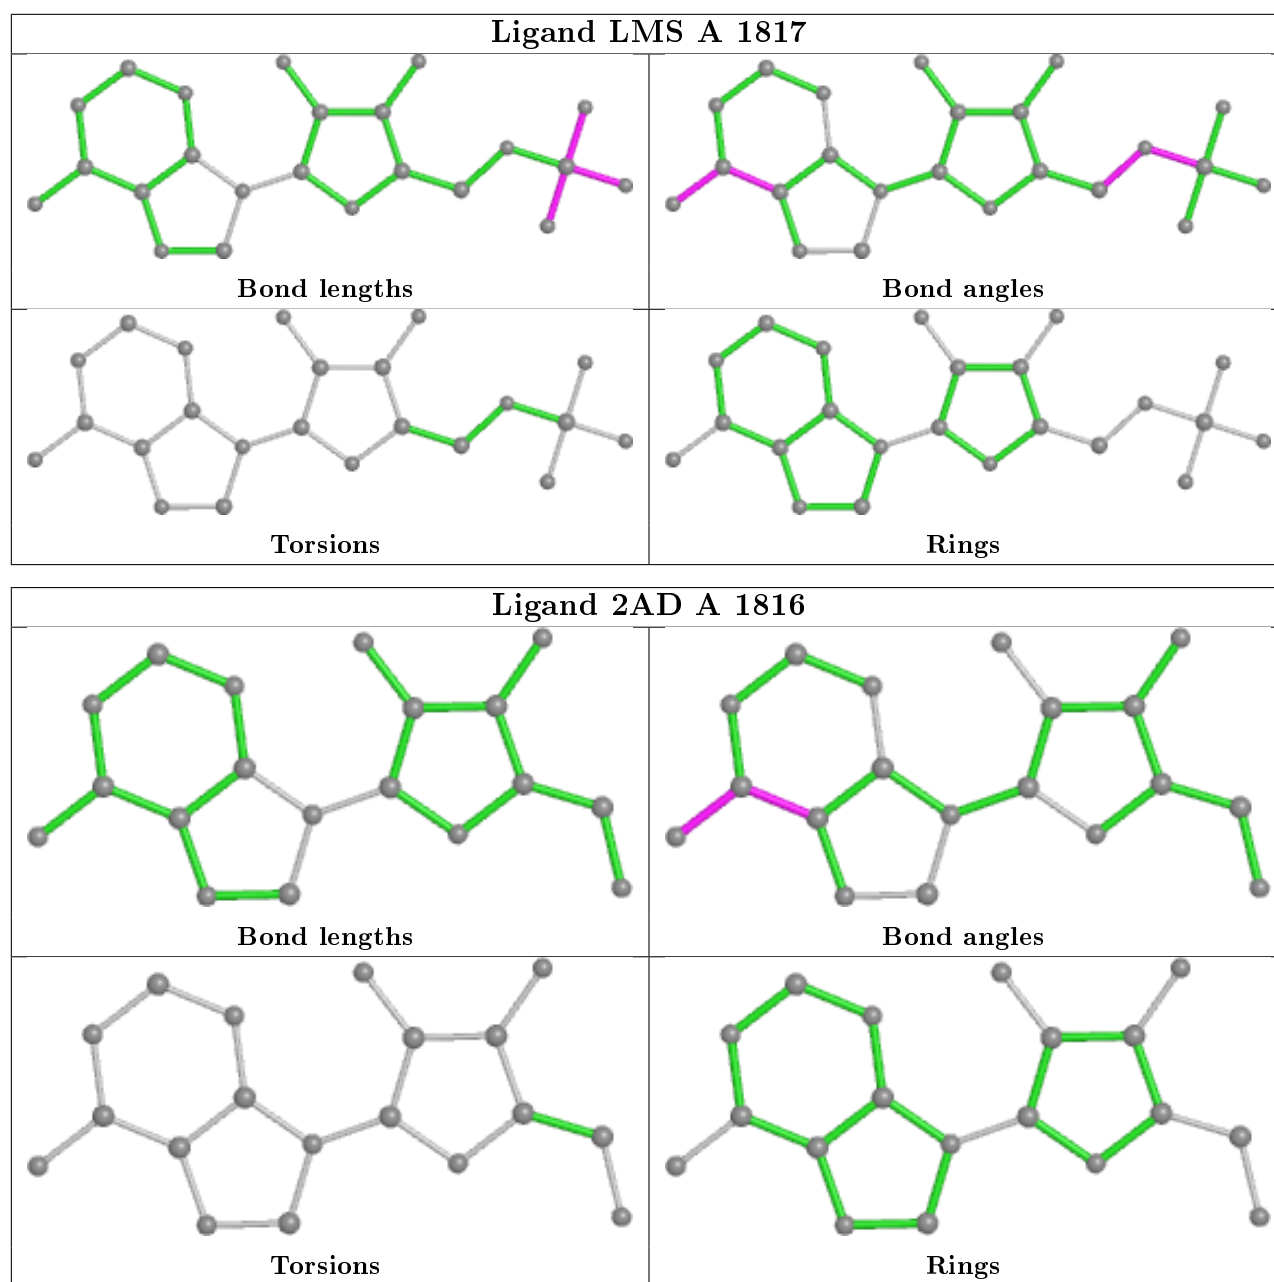 Ligand LMS A 1817
Bond lengths
Bond angles
Torsions
Rings
Ligand 2AD A 1816
Bond lengths
Bond angles
Torsions
Rings